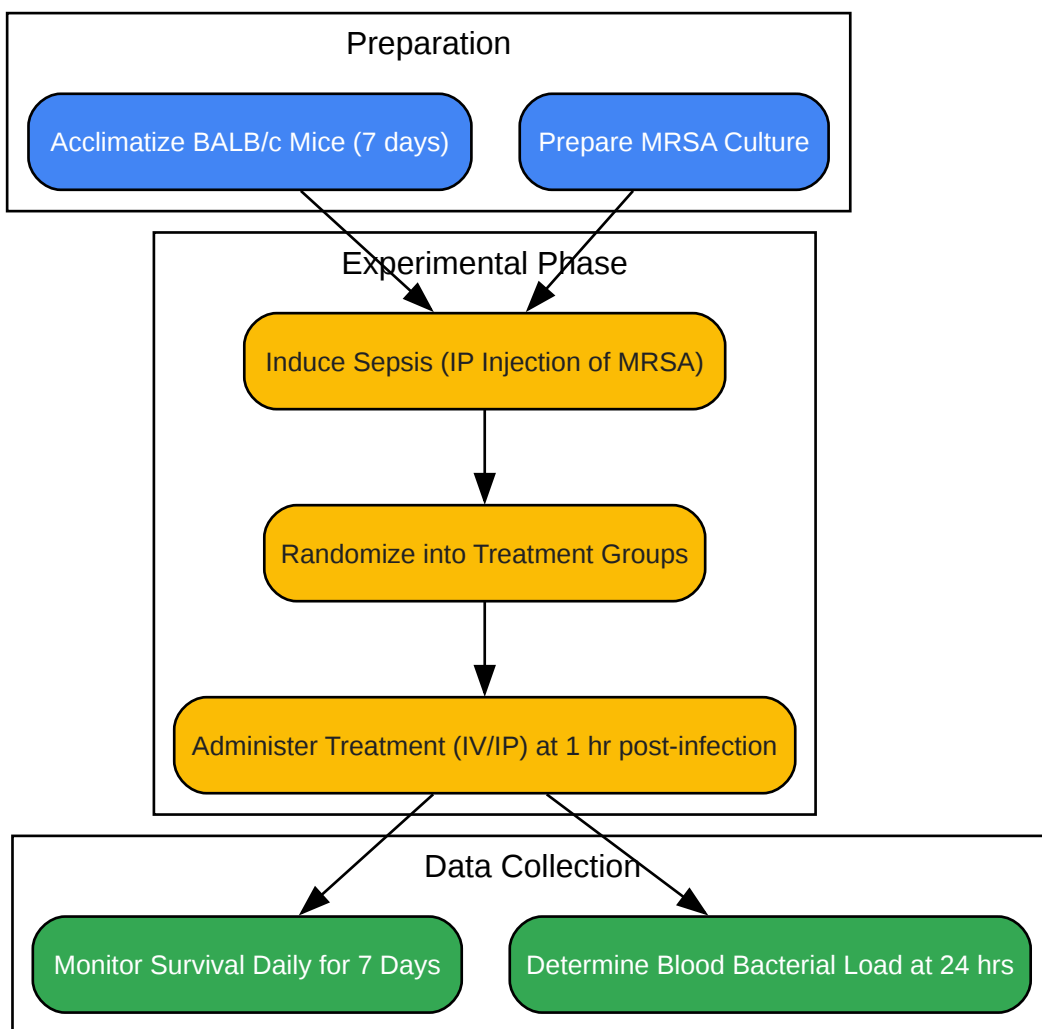 Preparation
Acclimatize BALB/c Mice (7 days)
Prepare MRSA Culture
Experimental Phase
Induce Sepsis (IP Injection of MRSA)
Randomize into Treatment Groups
Administer Treatment (IV/IP) at 1 hr post-infection
Data Collection
Monitor Survival Daily for 7 Days
Determine Blood Bacterial Load at 24 hrs